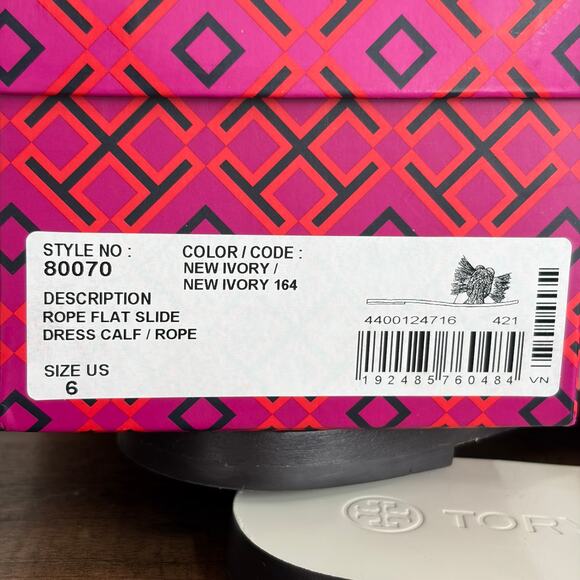 STYLE NO :
80070
COLOR / CODE :
NEW IVORY /
NEW IVORY 164
DESCRIPTION
ROPE FLAT SLIDE
DRESS CALF / ROPE
SIZE US
6
4400124716 421
192485760484
VN
TORY